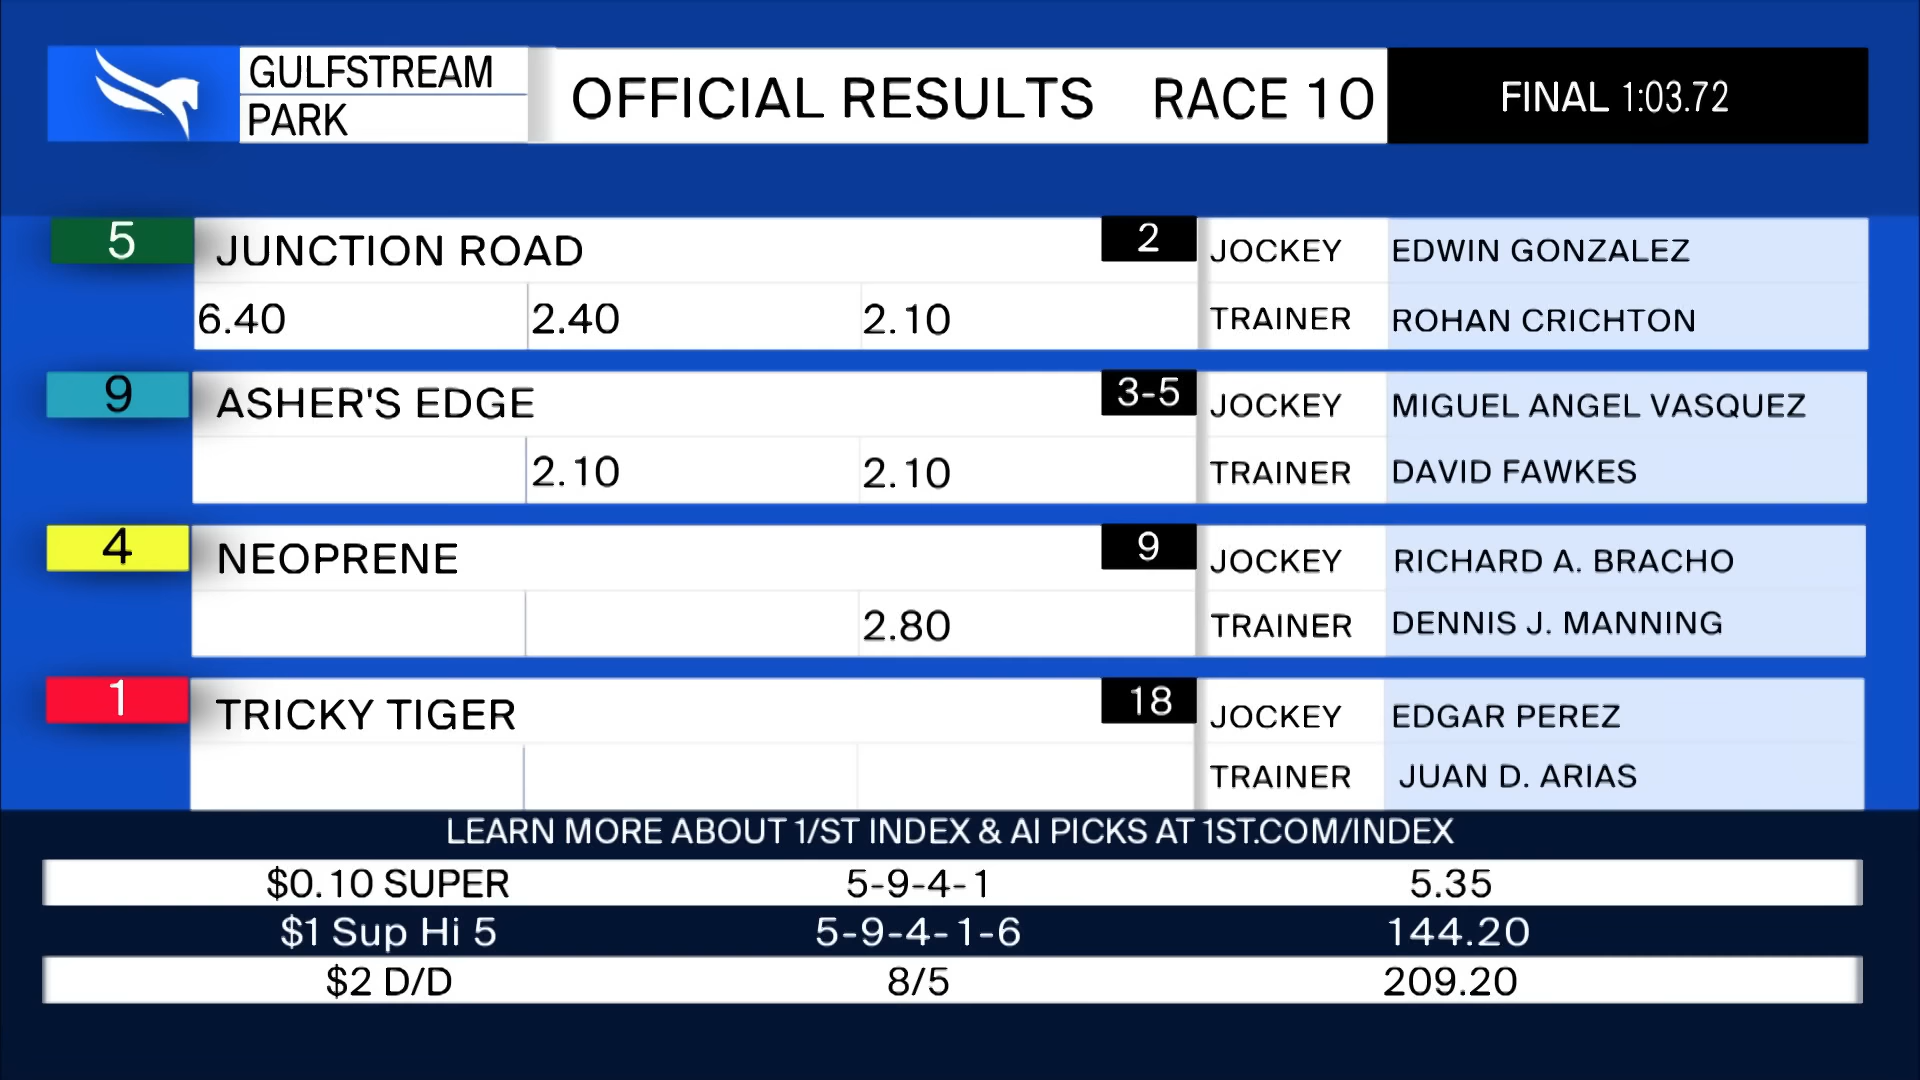 GULFSTREAM
PARK
OFFICIAL RESULTS RACE 10
FINAL 1:03.72
5 JUNCTION ROAD 2 JOCKEY EDWIN GONZALEZ
6.40 2.40 2.10 TRAINER ROHAN CRICHTON
9 ASHER'S EDGE 3-5 JOCKEY MIGUEL ANGEL VASQUEZ
2.10 2.10 TRAINER DAVID FAWKES
4 NEOPRENE 9 JOCKEY RICHARD A. BRACHO
2.80 TRAINER DENNIS J. MANNING
1 TRICKY TIGER 18 JOCKEY EDGAR PEREZ
TRAINER JUAN D. ARIAS
LEARN MORE ABOUT 1/ST INDEX & AI PICKS AT 1ST.COM/INDEX
$0.10 SUPER 5-9-4-1 5.35
$1 Sup Hi 5 5-9-4-1-6 144.20
$2 D/D 8/5 209.20